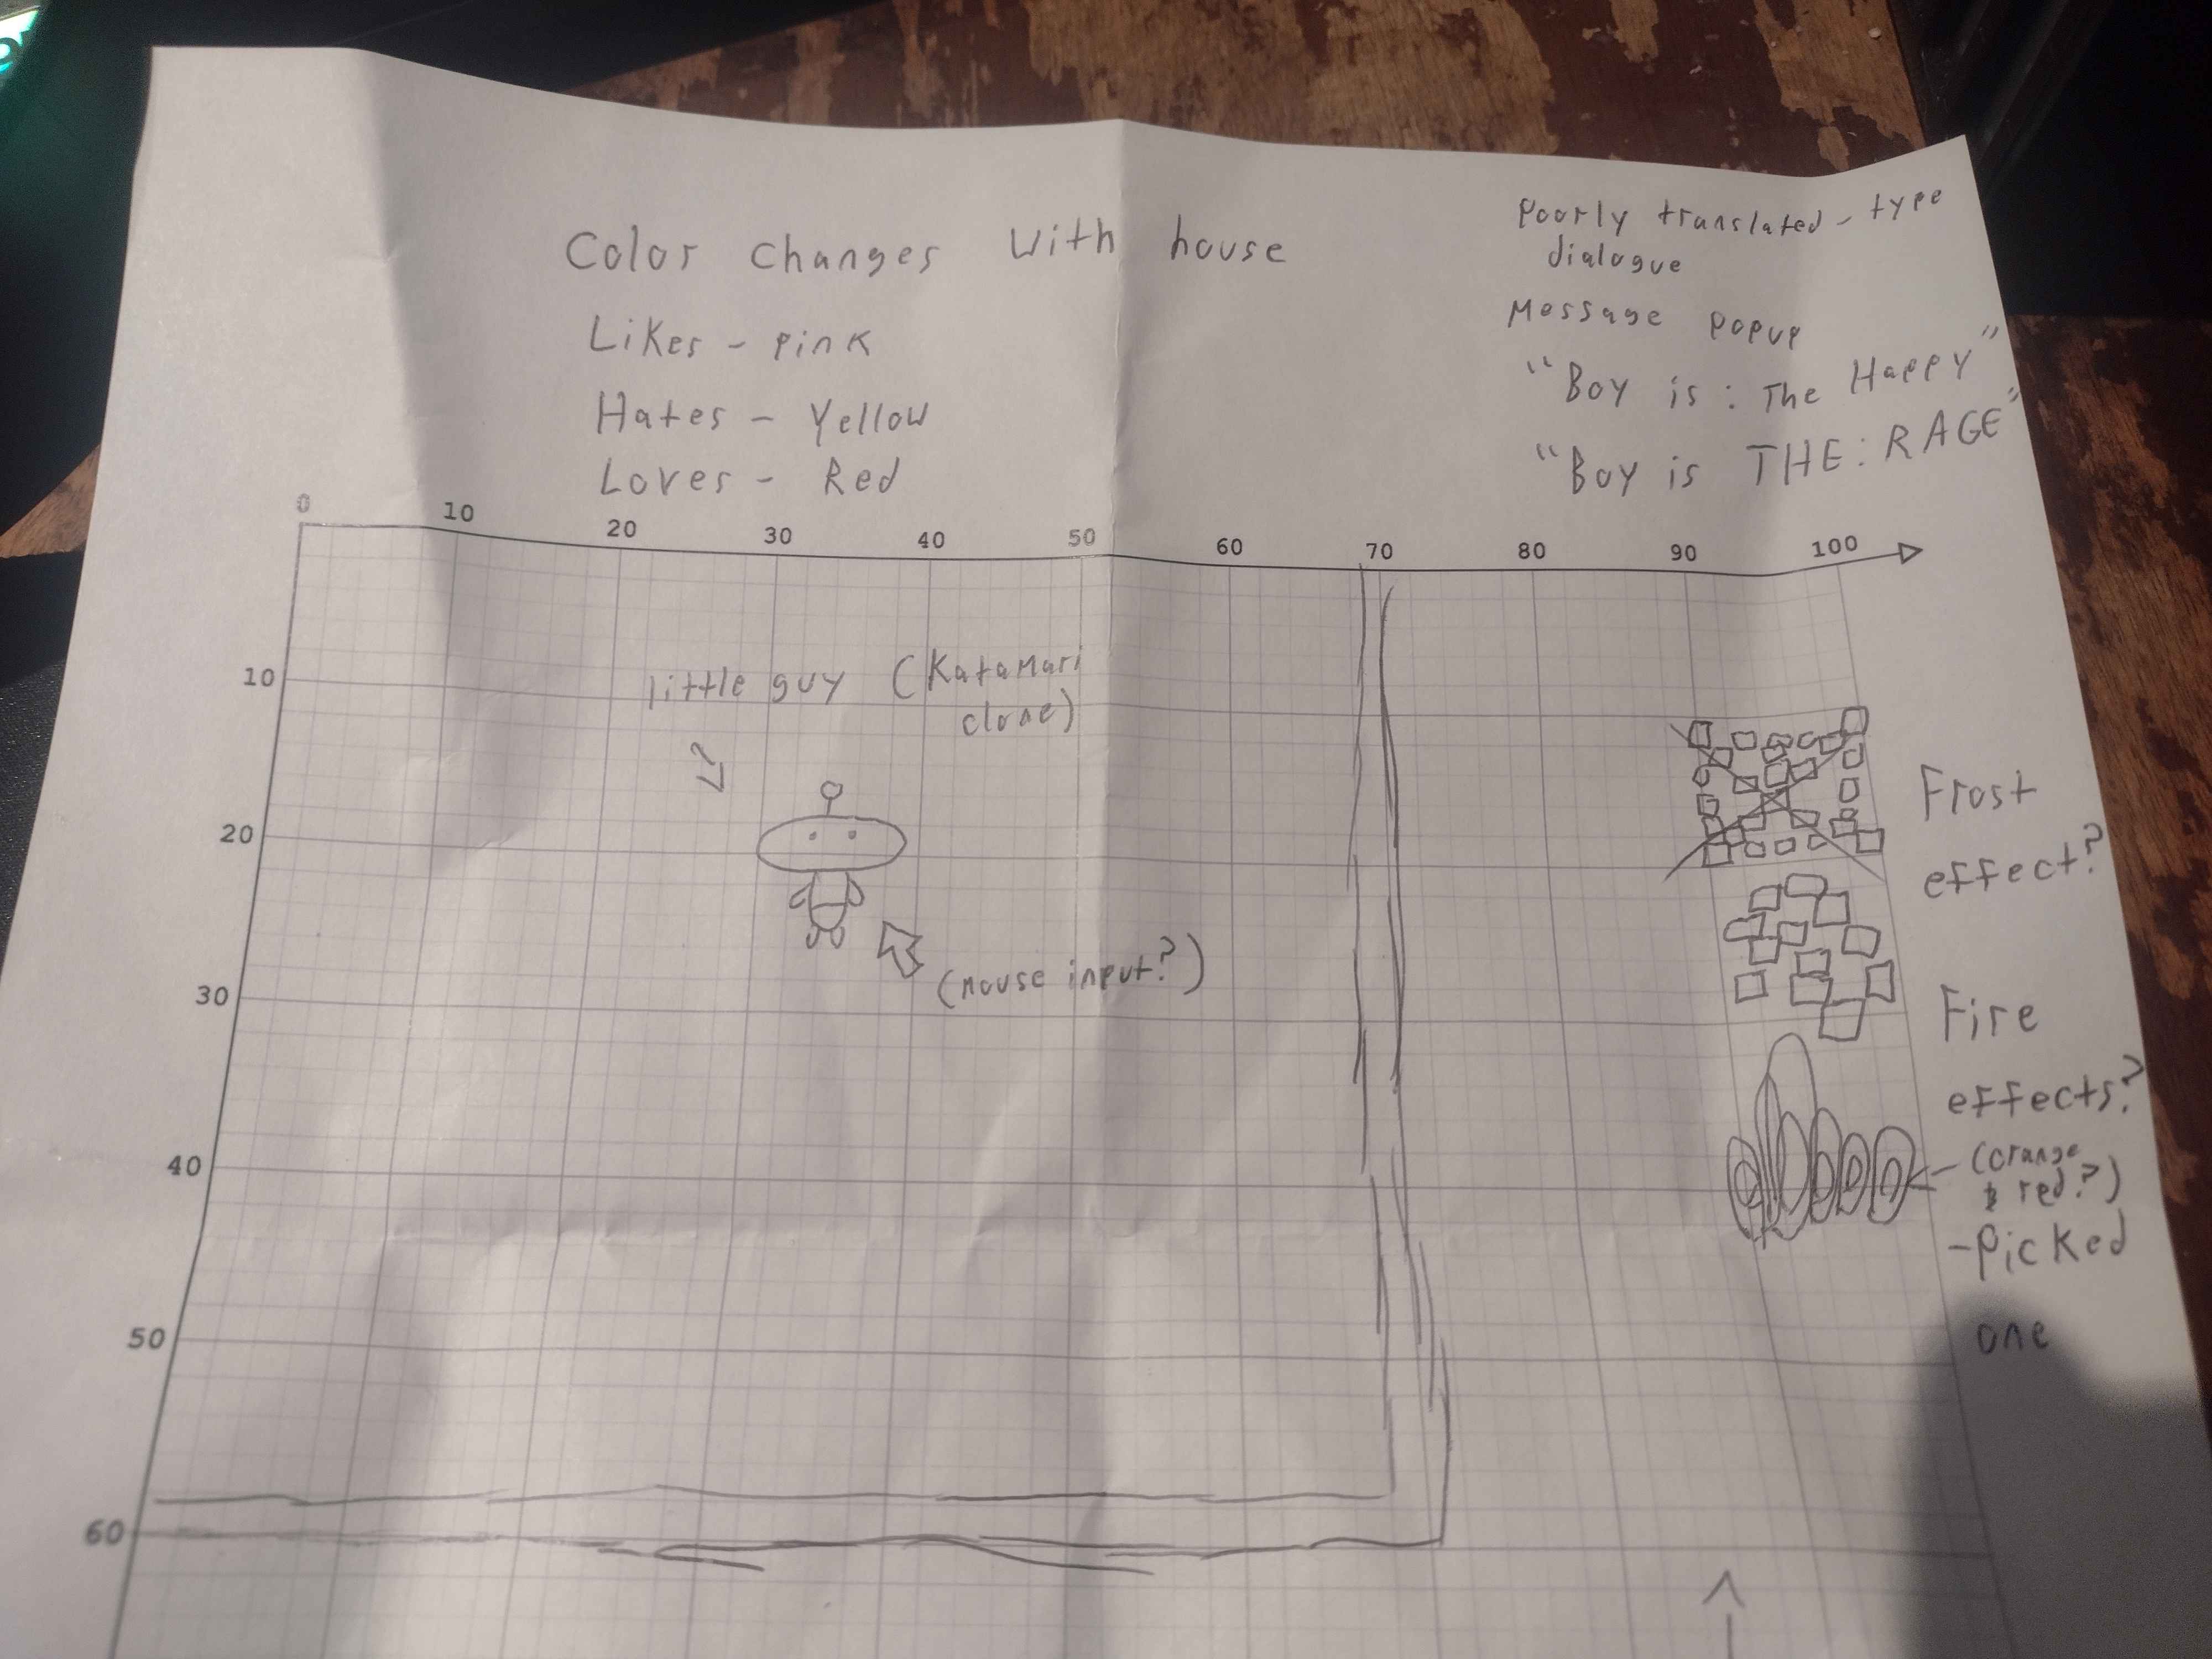 Color changes with house
Likes - Pink
Hates - Yellow
Loves - Red
Poorly translated-type
dialogue
Message Popup
"Boy is: The Happy"
"Boy is THE: RAGE"
0 10 20 30 40 50 60 70 80 90 100
10
20
30
40
50
60
little guy (Katamari
clone)
(mouse input?)
Frost
effect?
Fire
effects?
(orange
& red?)
-Picked
one